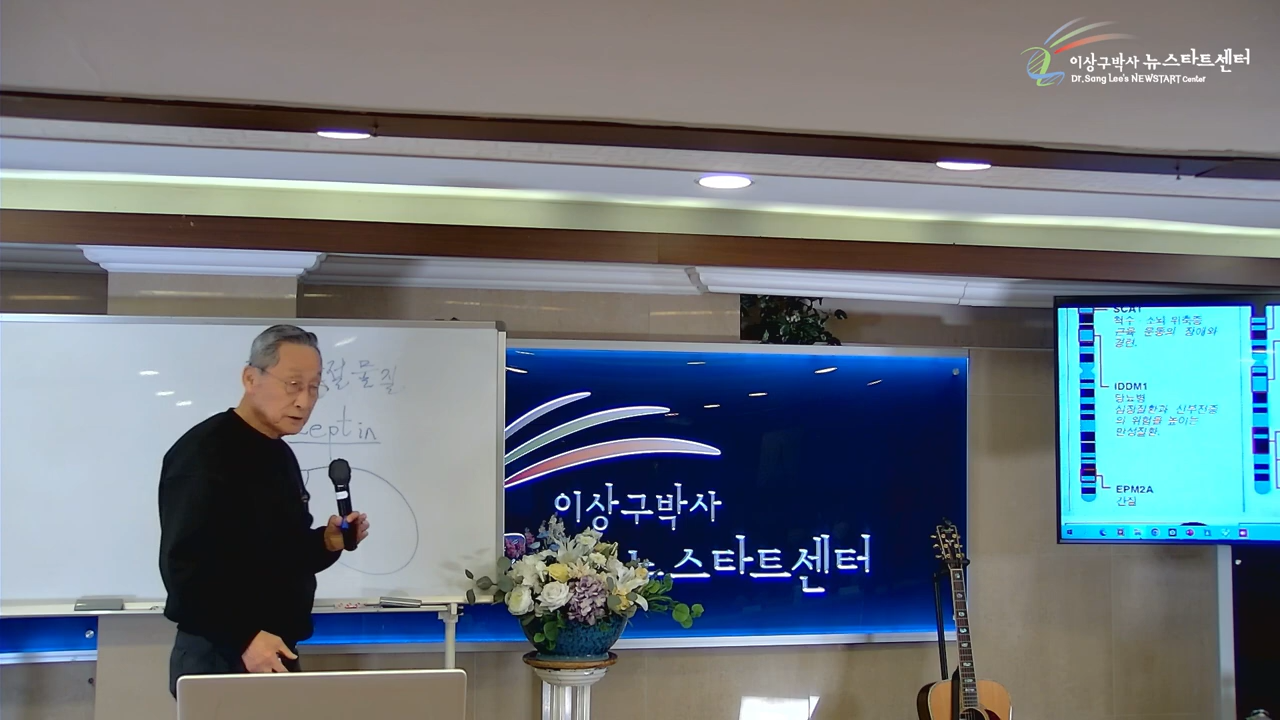 이상구박사 뉴스타트센터
Dr. Sang Lee's NEWSTART Center
절물질
eptin
이상구박사
뉴스타트센터
SCA1
척수 소뇌 위축증
근육 운동의 장애와
경련.
IDDM1
당뇨병
심장질환과 신부전증
의 위험을 높이는
만성질환.
EPM2A
간질